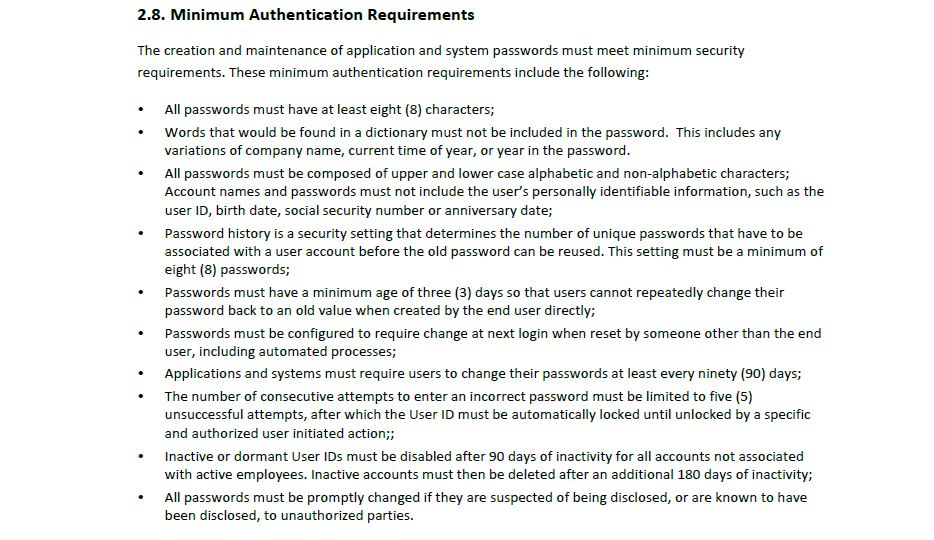 2.8. Minimum Authentication Requirements
The creation and maintenance of application and system passwords must meet minimum security
requirements. These minimum authentication requirements include the following:
• All passwords must have at least eight (8) characters;
• Words that would be found in a dictionary must not be included in the password.  This includes any
variations of company name, current time of year, or year in the password.
• All passwords must be composed of upper and lower case alphabetic and non-alphabetic characters;
Account names and passwords must not include the user's personally identifiable information, such as the
user ID, birth date, social security number or anniversary date;
• Password history is a security setting that determines the number of unique passwords that have to be
associated with a user account before the old password can be reused. This setting must be a minimum of
eight (8) passwords;
• Passwords must have a minimum age of three (3) days so that users cannot repeatedly change their
password back to an old value when created by the end user directly;
• Passwords must be configured to require change at next login when reset by someone other than the end
user, including automated processes;
• Applications and systems must require users to change their passwords at least every ninety (90) days;
• The number of consecutive attempts to enter an incorrect password must be limited to five (5)
unsuccessful attempts, after which the User ID must be automatically locked until unlocked by a specific
and authorized user initiated action;;
• Inactive or dormant User IDs must be disabled after 90 days of inactivity for all accounts not associated
with active employees. Inactive accounts must then be deleted after an additional 180 days of inactivity;
• All passwords must be promptly changed if they are suspected of being disclosed, or are known to have
been disclosed, to unauthorized parties.